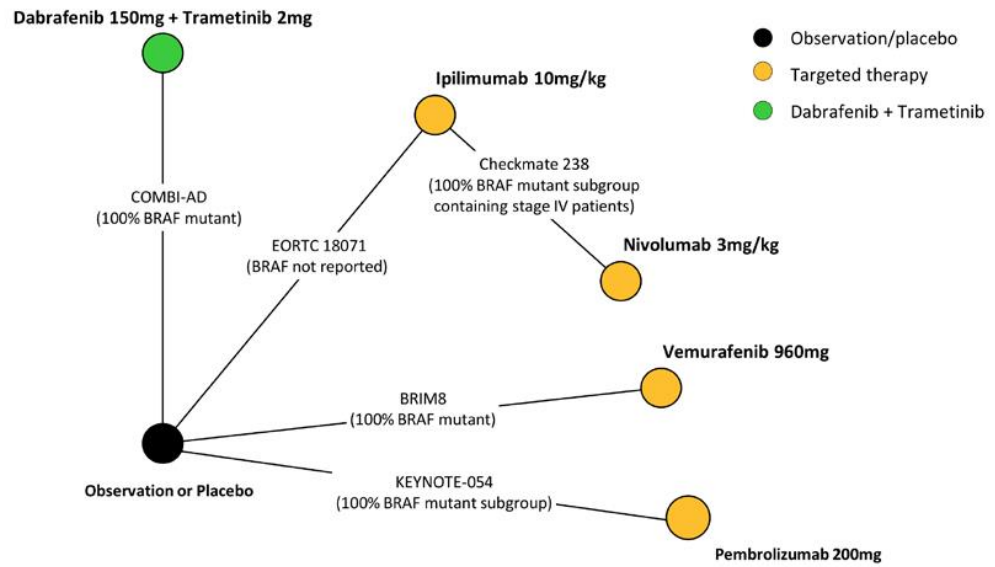 Dabrafenib 150mg + Trametinib 2mg
Observation/placebo
Targeted therapy
Dabrafenib + Trametinib
Ipilimumab 10mg/kg
Checkmate 238
(100% BRAF mutant subgroup
containing stage IV patients)
COMBI-AD
(100% BRAF mutant)
EORTC 18071
(BRAF not reported)
Nivolumab 3mg/kg
Vemurafenib 960mg
BRIM8
(100% BRAF mutant)
Observation or Placebo
KEYNOTE-054
(100% BRAF mutant subgroup)
Pembrolizumab 200mg